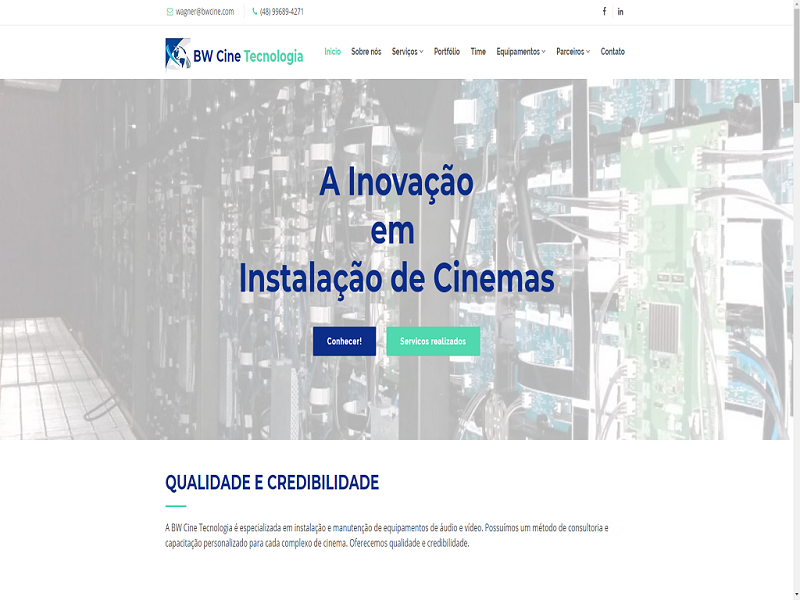 wagner@bwcine.com (48) 99689-4271
BW Cine Tecnologia
Início Sobre nós Serviços Portfólio Time Equipamentos Parceiros Contato
A Inovação
em
Instalação de Cinemas
Conhecer! Servicos realizados
QUALIDADE E CREDIBILIDADE
A BW Cine Tecnologia é especializada em instalação e manutenção de equipamentos de áudio e vídeo. Possuímos um método de consultoria e
capacitação personalizado para cada complexo de cinema. Oferecemos qualidade e credibilidade.